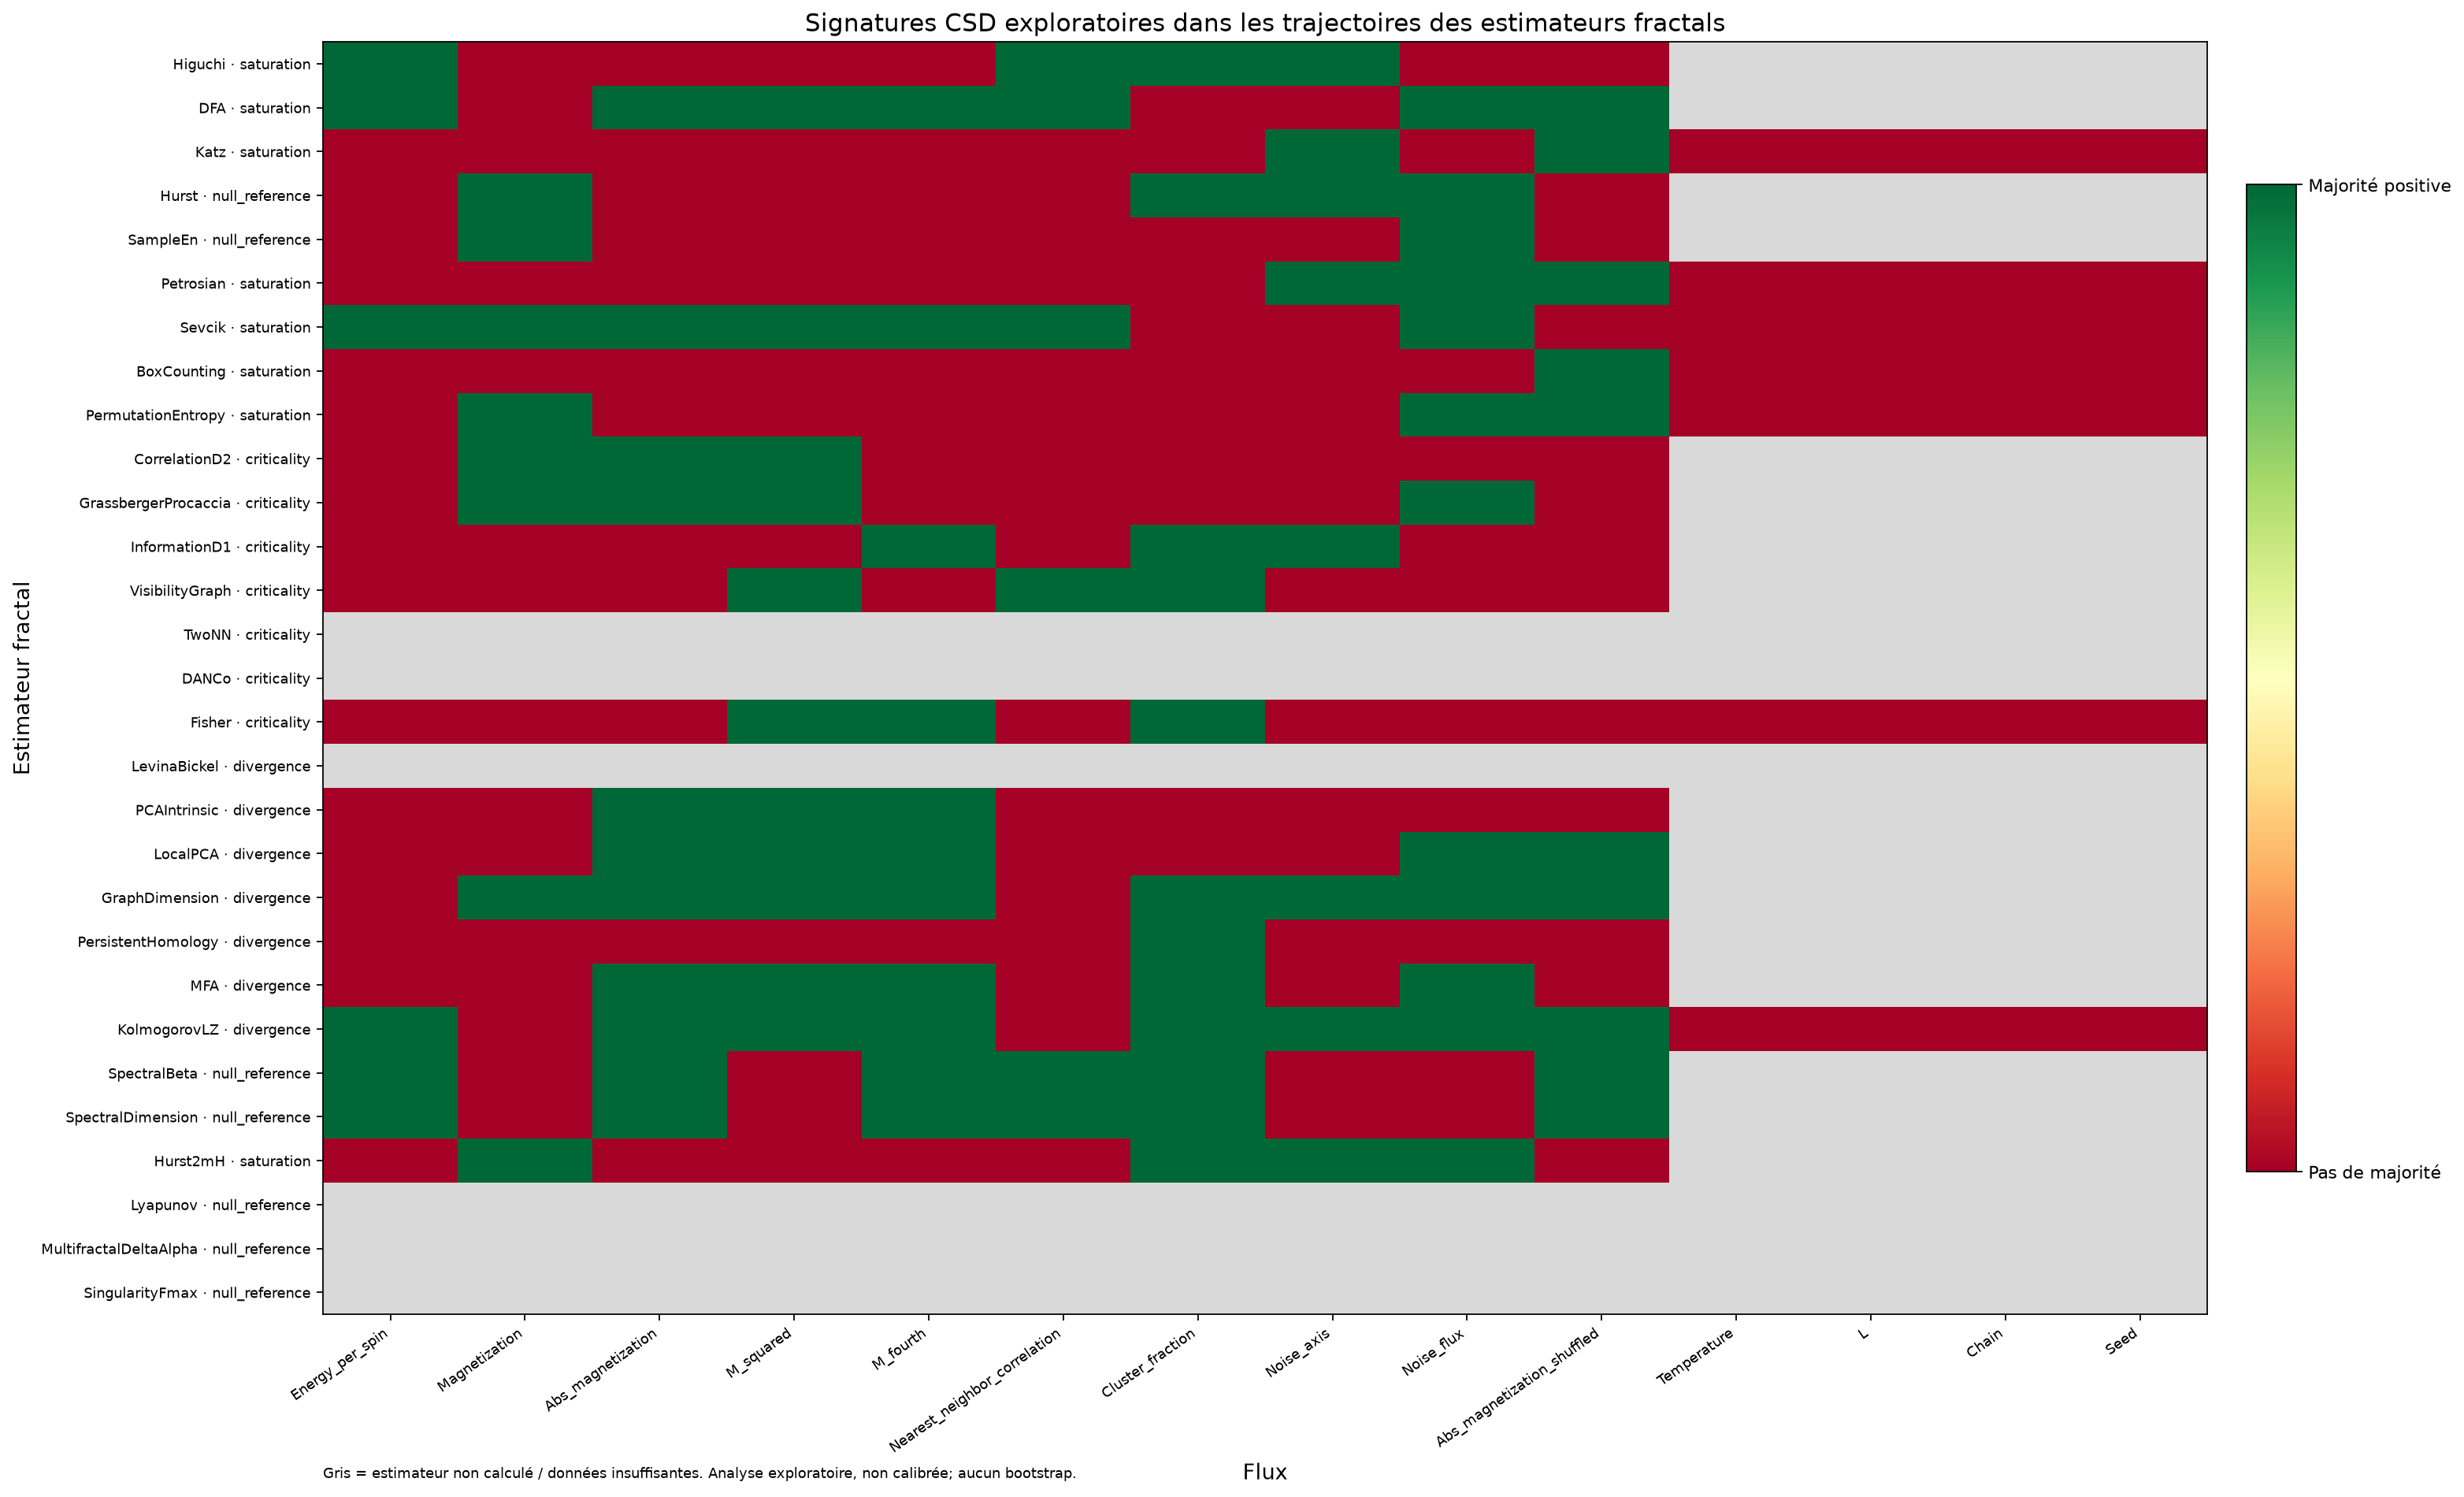 Signatures CSD exploratoires dans les trajectoires des estimateurs fractals
Higuchi · saturation
DFA · saturation
Katz · saturation
Hurst · null_reference
SampleEn · null_reference
Petrosian · saturation
Sevcik · saturation
BoxCounting · saturation
PermutationEntropy · saturation
CorrelationD2 · criticality
GrassbergerProcaccia · criticality
InformationD1 · criticality
VisibilityGraph · criticality
TwoNN · criticality
DANCo · criticality
Fisher · criticality
LevinaBickel · divergence
PCAIntrinsic · divergence
LocalPCA · divergence
GraphDimension · divergence
PersistentHomology · divergence
MFA · divergence
KolmogorovLZ · divergence
SpectralBeta · null_reference
SpectralDimension · null_reference
Hurst2mH · saturation
Lyapunov · null_reference
MultifractalDeltaAlpha · null_reference
SingularityFmax · null_reference
Estimateur fractal
Energy_per_spin
Magnetization
Abs_magnetization
M_squared
M_fourth
Nearest_neighbor_correlation
Cluster_fraction
Noise_axis
Noise_flux
Abs_magnetization_shuffled
Temperature
L
Chain
Seed
Flux
Majorité positive
Pas de majorité
Gris = estimateur non calculé / données insuffisantes. Analyse exploratoire, non calibrée; aucun bootstrap.